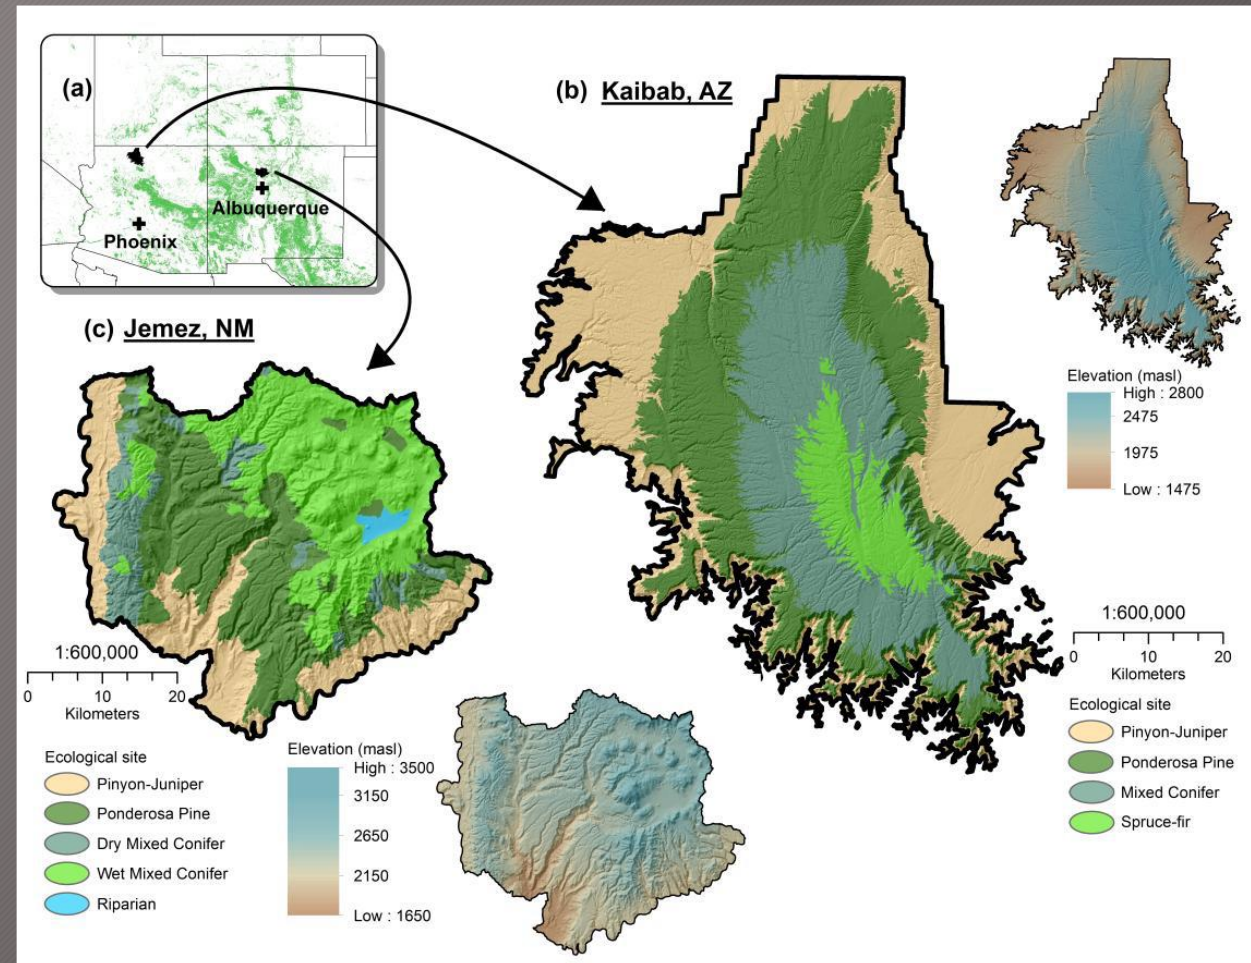 (a)
Albuquerque
Phoenix
(b) Kaibab, AZ
Elevation (masl)
High : 2800
2475
1975
Low : 1475
1:600,000
0 10 20
Kilometers
Ecological site
Pinyon-Juniper
Ponderosa Pine
Mixed Conifer
Spruce-fir
(c) Jemez, NM
1:600,000
0 10 20
Kilometers
Ecological site
Pinyon-Juniper
Ponderosa Pine
Dry Mixed Conifer
Wet Mixed Conifer
Riparian
Elevation (masl)
High : 3500
3150
2650
2150
Low : 1650